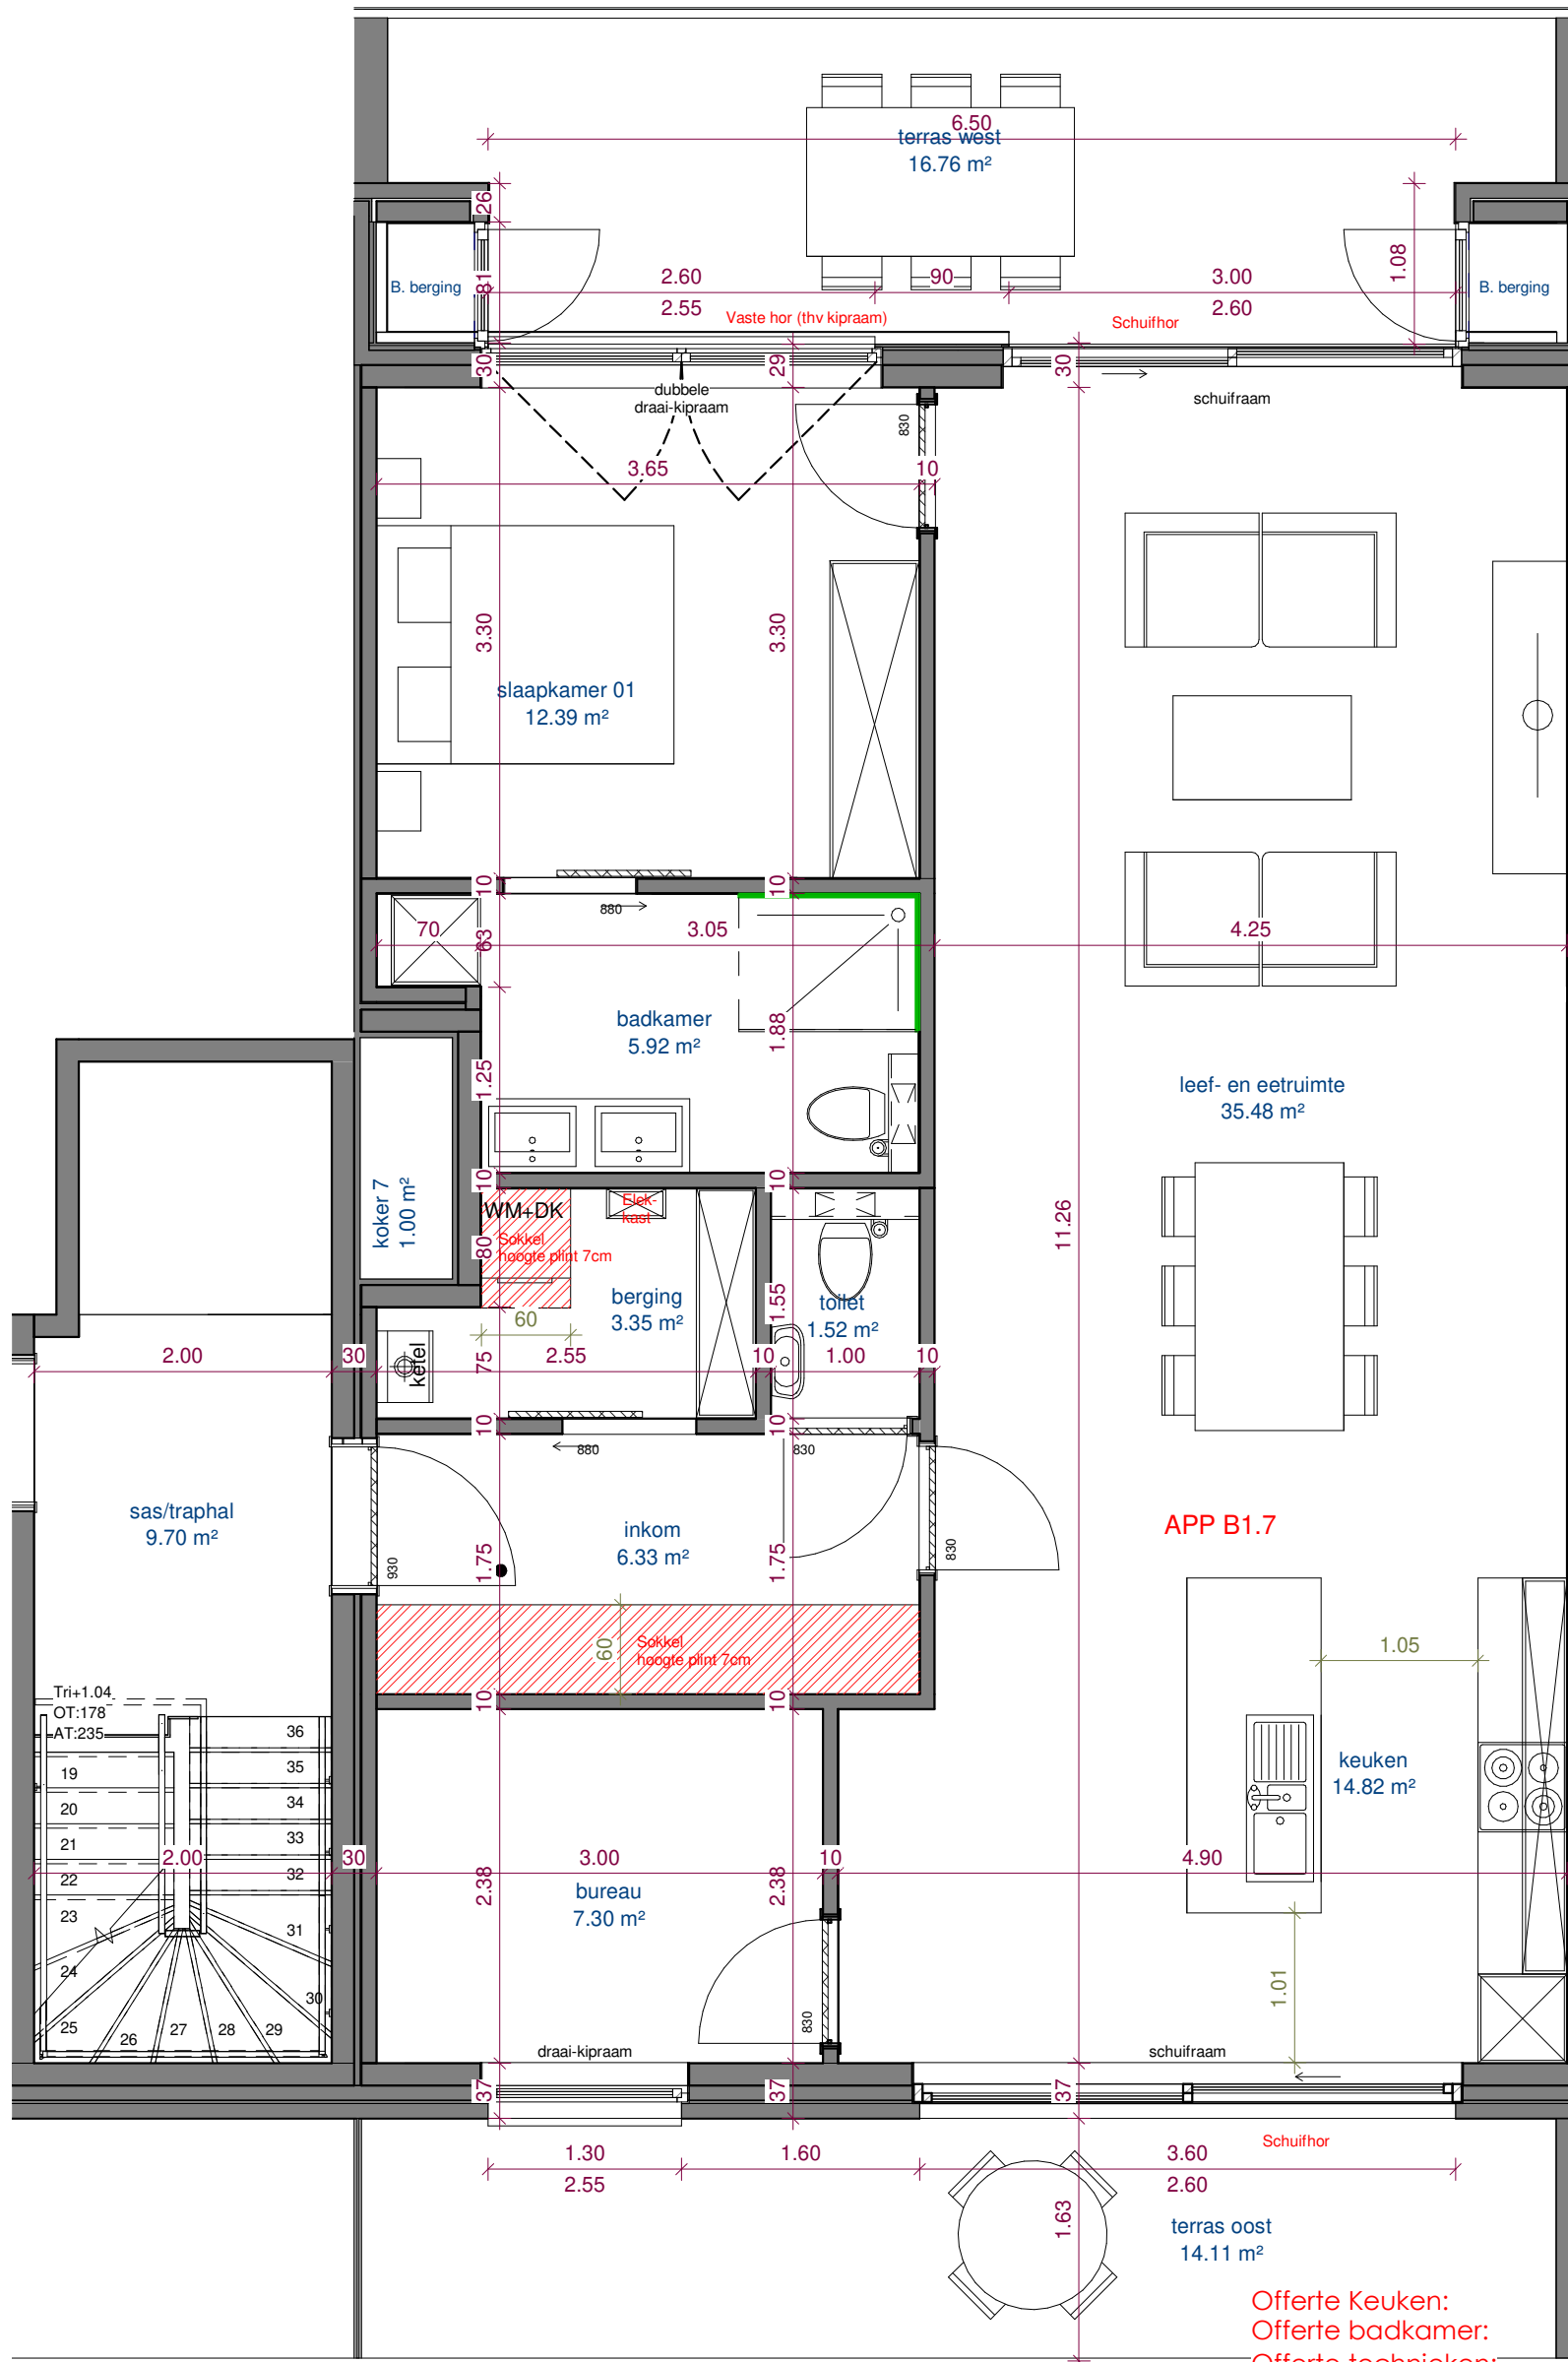 6.50
terras west
16.76 m²
26
81
B. berging
2.60
90
3.00
1.08
B. berging
2.55
2.60
Vaste hor (thv kipraam)
Schuifhor
30
29
30
dubbele
draai-kipraam
schuifraam
830
3.65
10
3.30
3.30
slaapkamer 01
12.39 m²
10
10
880
70
63
3.05
4.25
badkamer
5.92 m²
1.88
1.25
leef- en eetruimte
35.48 m²
10
10
koker 7
1.00 m²
WM+DK
Elek-
kast
Sokkel
hoogte plint 7cm
80
11.26
berging
3.35 m²
1.55
toilet
1.52 m²
60
ketel
2.00
30
75
2.55
10
1.00
10
10
10
880
830
sas/traphal
9.70 m²
inkom
6.33 m²
APP B1.7
930
1.75
1.75
830
60
Sokkel
hoogte plint 7cm
1.05
10
10
Tri+1.04
OT:178
AT:235
36
19
35
20
34
21
33
22
32
23
31
24
30
25
26
27
28
29
keuken
14.82 m²
2.00
30
3.00
10
4.90
2.38
2.38
bureau
7.30 m²
1.01
830
draai-kipraam
schuifraam
37
37
37
Schuifhor
1.30
1.60
3.60
2.55
2.60
1.63
terras oost
14.11 m²
Offerte Keuken:
Offerte badkamer:
Offerte technieken: